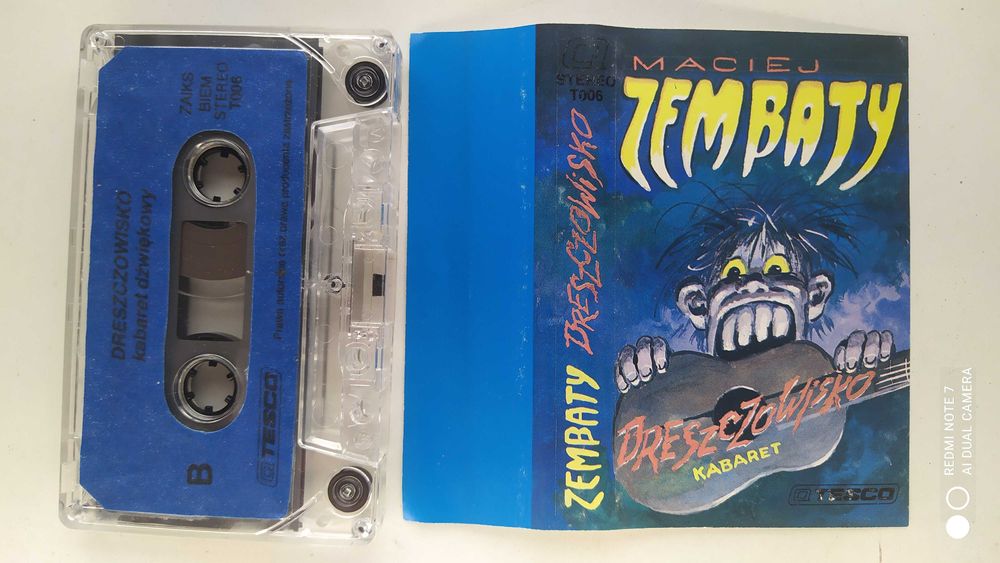 DRESZCZOWISKO
kabaret dźwiękowy
ZAIKS
BIEM
STEREO
T006
B
TESCO
STEREO
T006
ZEMBATY DRESZCZOWISKO
MACIEJ
ZEMBATY
DRESZCZOWISKO
KABARET
TESCO
REDMI NOTE 7
AI DUAL CAMERA